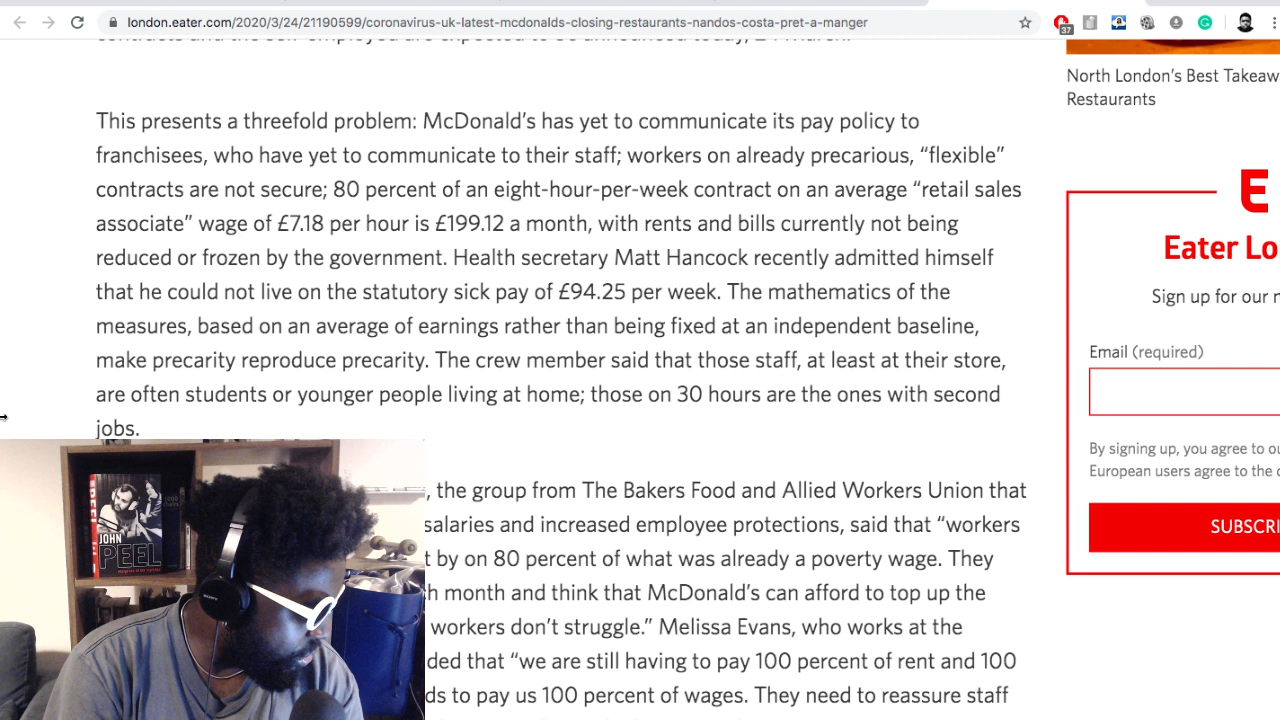 london.eater.com/2020/3/24/21190599/coronavirus-uk-latest-mcdonalds-closing-restaurants-nandos-costa-pret-a-manger
37
North London’s Best Takeaw
Restaurants
This presents a threefold problem: McDonald’s has yet to communicate its pay policy to
franchisees, who have yet to communicate to their staff; workers on already precarious, “flexible”
contracts are not secure; 80 percent of an eight-hour-per-week contract on an average “retail sales
associate” wage of £7.18 per hour is £199.12 a month, with rents and bills currently not being
reduced or frozen by the government. Health secretary Matt Hancock recently admitted himself
that he could not live on the statutory sick pay of £94.25 per week. The mathematics of the
measures, based on an average of earnings rather than being fixed at an independent baseline,
make precarity reproduce precarity. The crew member said that those staff, at least at their store,
are often students or younger people living at home; those on 30 hours are the ones with second
jobs.
, the group from The Bakers Food and Allied Workers Union that
salaries and increased employee protections, said that “workers
t by on 80 percent of what was already a poverty wage. They
h month and think that McDonald’s can afford to top up the
workers don’t struggle.” Melissa Evans, who works at the
ded that “we are still having to pay 100 percent of rent and 100
ds to pay us 100 percent of wages. They need to reassure staff
E
Eater Lo
Sign up for our
Email (required)
By signing up, you agree to
European users agree to the
SUBSCRI
JOHN
PEEL
SONY